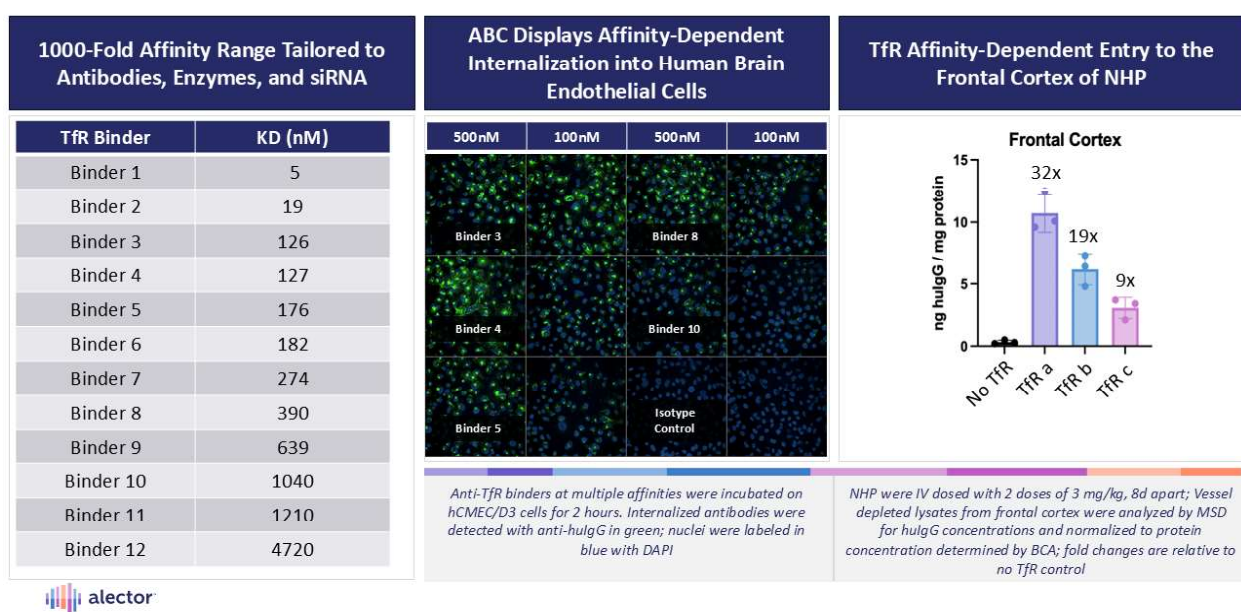 1000-Fold Affinity Range Tailored to
Antibodies, Enzymes, and siRNA
TfR Binder KD (nM)
Binder 1 5
Binder 2 19
Binder 3 126
Binder 4 127
Binder 5 176
Binder 6 182
Binder 7 274
Binder 8 390
Binder 9 639
Binder 10 1040
Binder 11 1210
Binder 12 4720
ABC Displays Affinity-Dependent
Internalization into Human Brain
Endothelial Cells
500nM 100nM 500nM 100nM
Binder 3 Binder 8
Binder 4 Binder 10
Binder 5 Isotype
Control
Anti-TfR binders at multiple affinities were incubated on
hCMEC/D3 cells for 2 hours. Internalized antibodies were
detected with anti-huIgG in green; nuclei were labeled in
blue with DAPI
TfR Affinity-Dependent Entry to the
Frontal Cortex of NHP
Frontal Cortex
ng huIgG / mg protein
15
10
5
0
32x
19x
9x
No TfR
TfR a
TfR b
TfR c
NHP were IV dosed with 2 doses of 3 mg/kg, 8d apart; Vessel
depleted lysates from frontal cortex were analyzed by MSD
for huIgG concentrations and normalized to protein
concentration determined by BCA; fold changes are relative to
no TfR control
alector